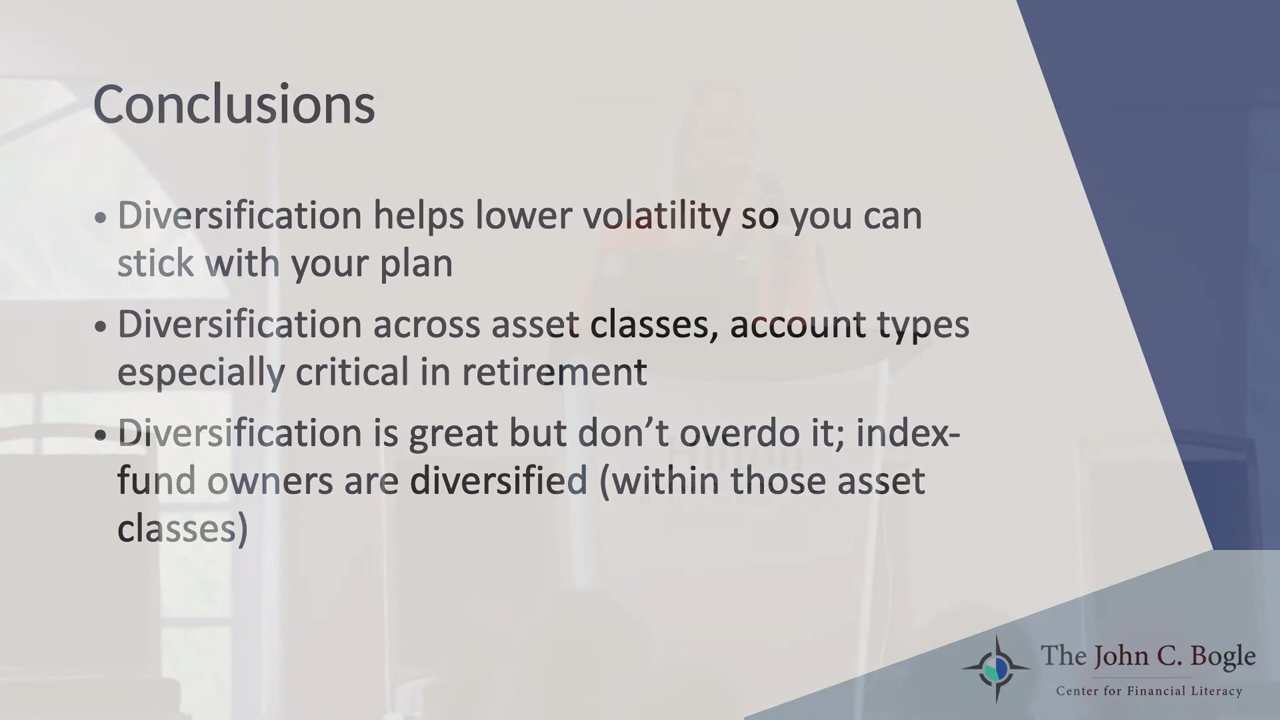 Conclusions
• Diversification helps lower volatility so you can
stick with your plan
• Diversification across asset classes, account types
especially critical in retirement
• Diversification is great but don’t overdo it; index-
fund owners are diversified (within those asset
classes)
The John C. Bogle
Center for Financial Literacy